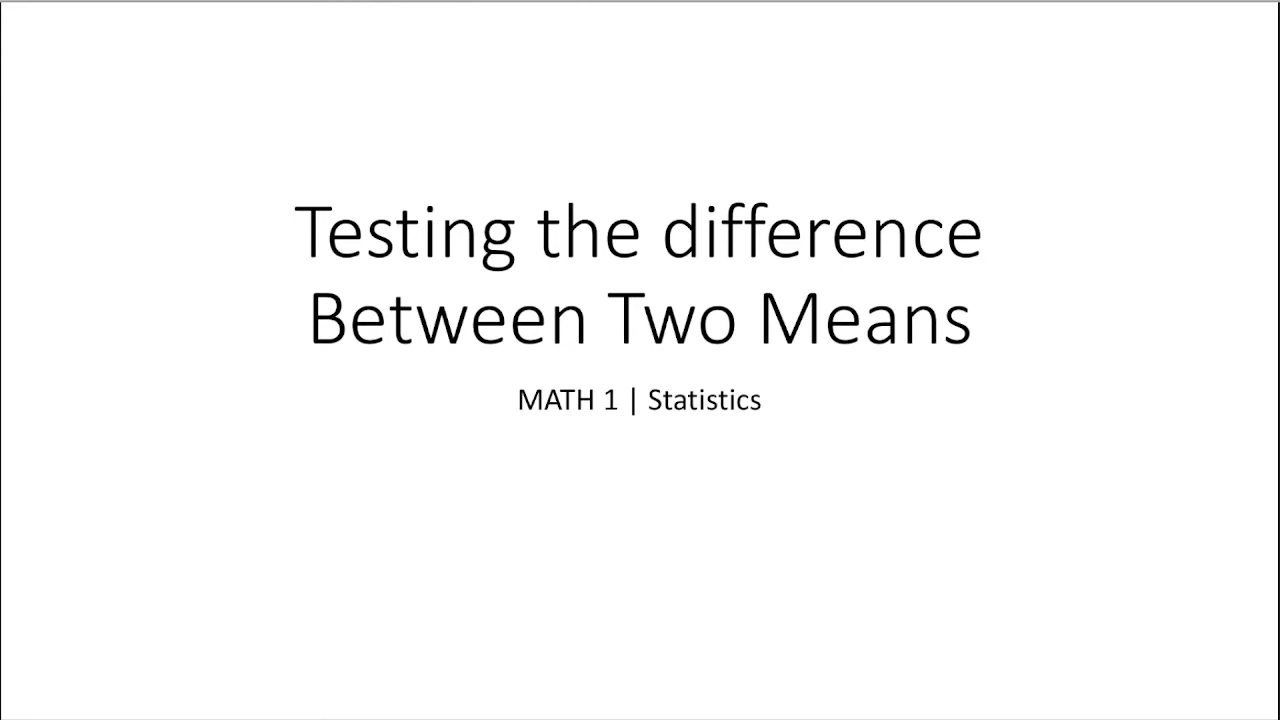 Testing the difference
Between Two Means
MATH 1 | Statistics